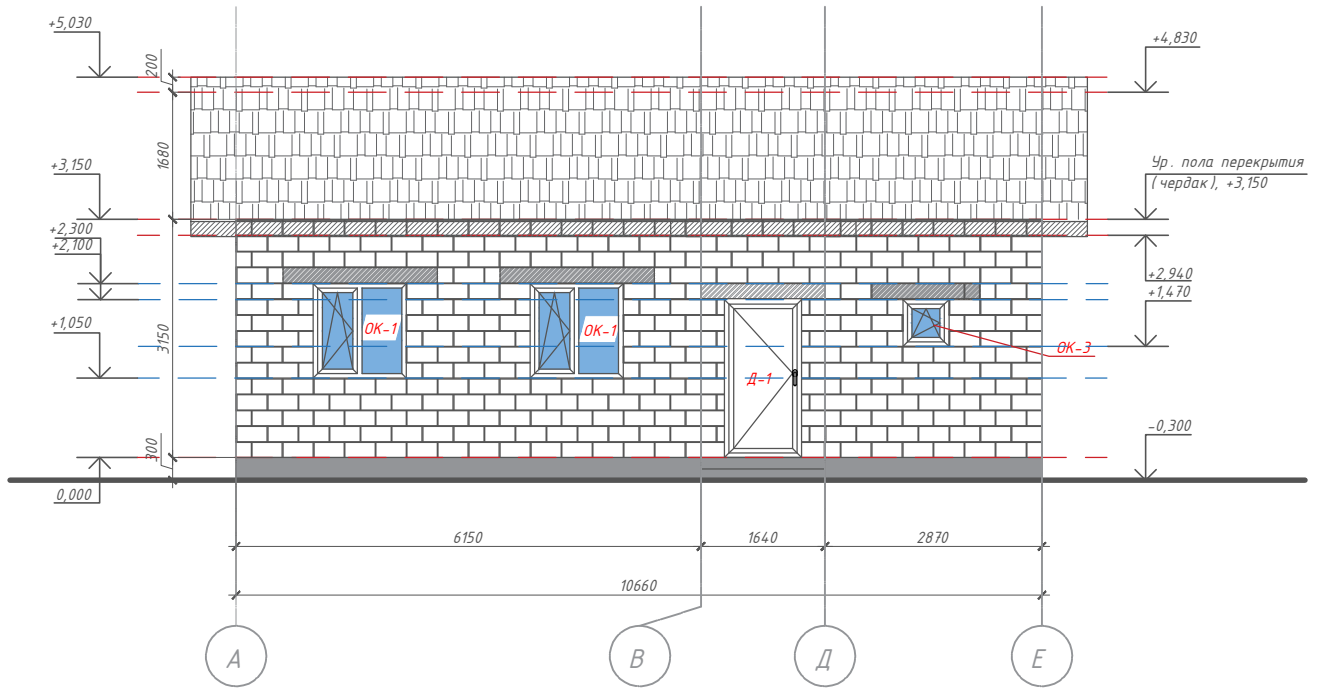 +5,030
+4,830
200
1680
+3,150
Ур. пола перекрытия
(чердак), +3,150
+2,300
+2,100
+2,940
+1,470
+1,050
3150
ОК-1
ОК-1
ОК-3
Д-1
-0,300
300
0,000
6150
1640
2870
10660
А
В
Д
Е